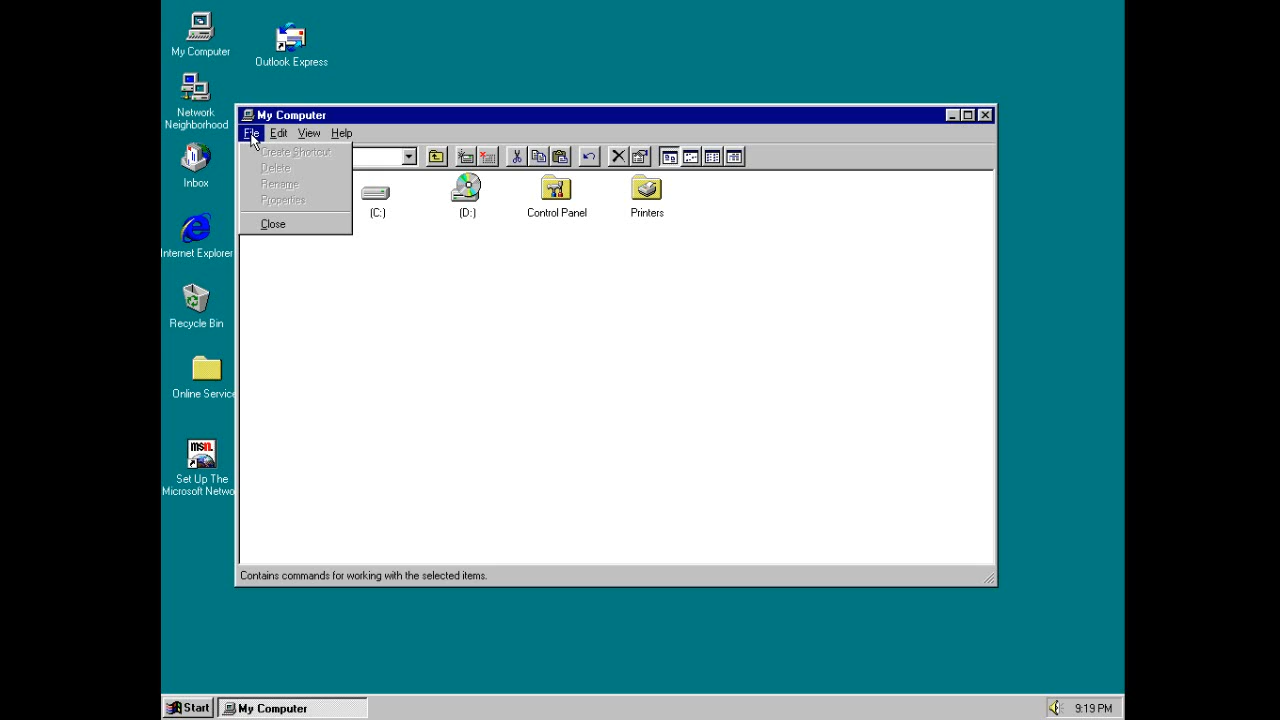 My Computer
Outlook Express
Network
Neighborhood
Inbox
Internet Explorer
Recycle Bin
Online Service
msn.
Set Up The
Microsoft Netwo
My Computer
File Edit View Help
Create Shortcut
Delete
Rename
Properties
Close
(C:) (D:) Control Panel Printers
Contains commands for working with the selected items.
Start My Computer 9:19 PM